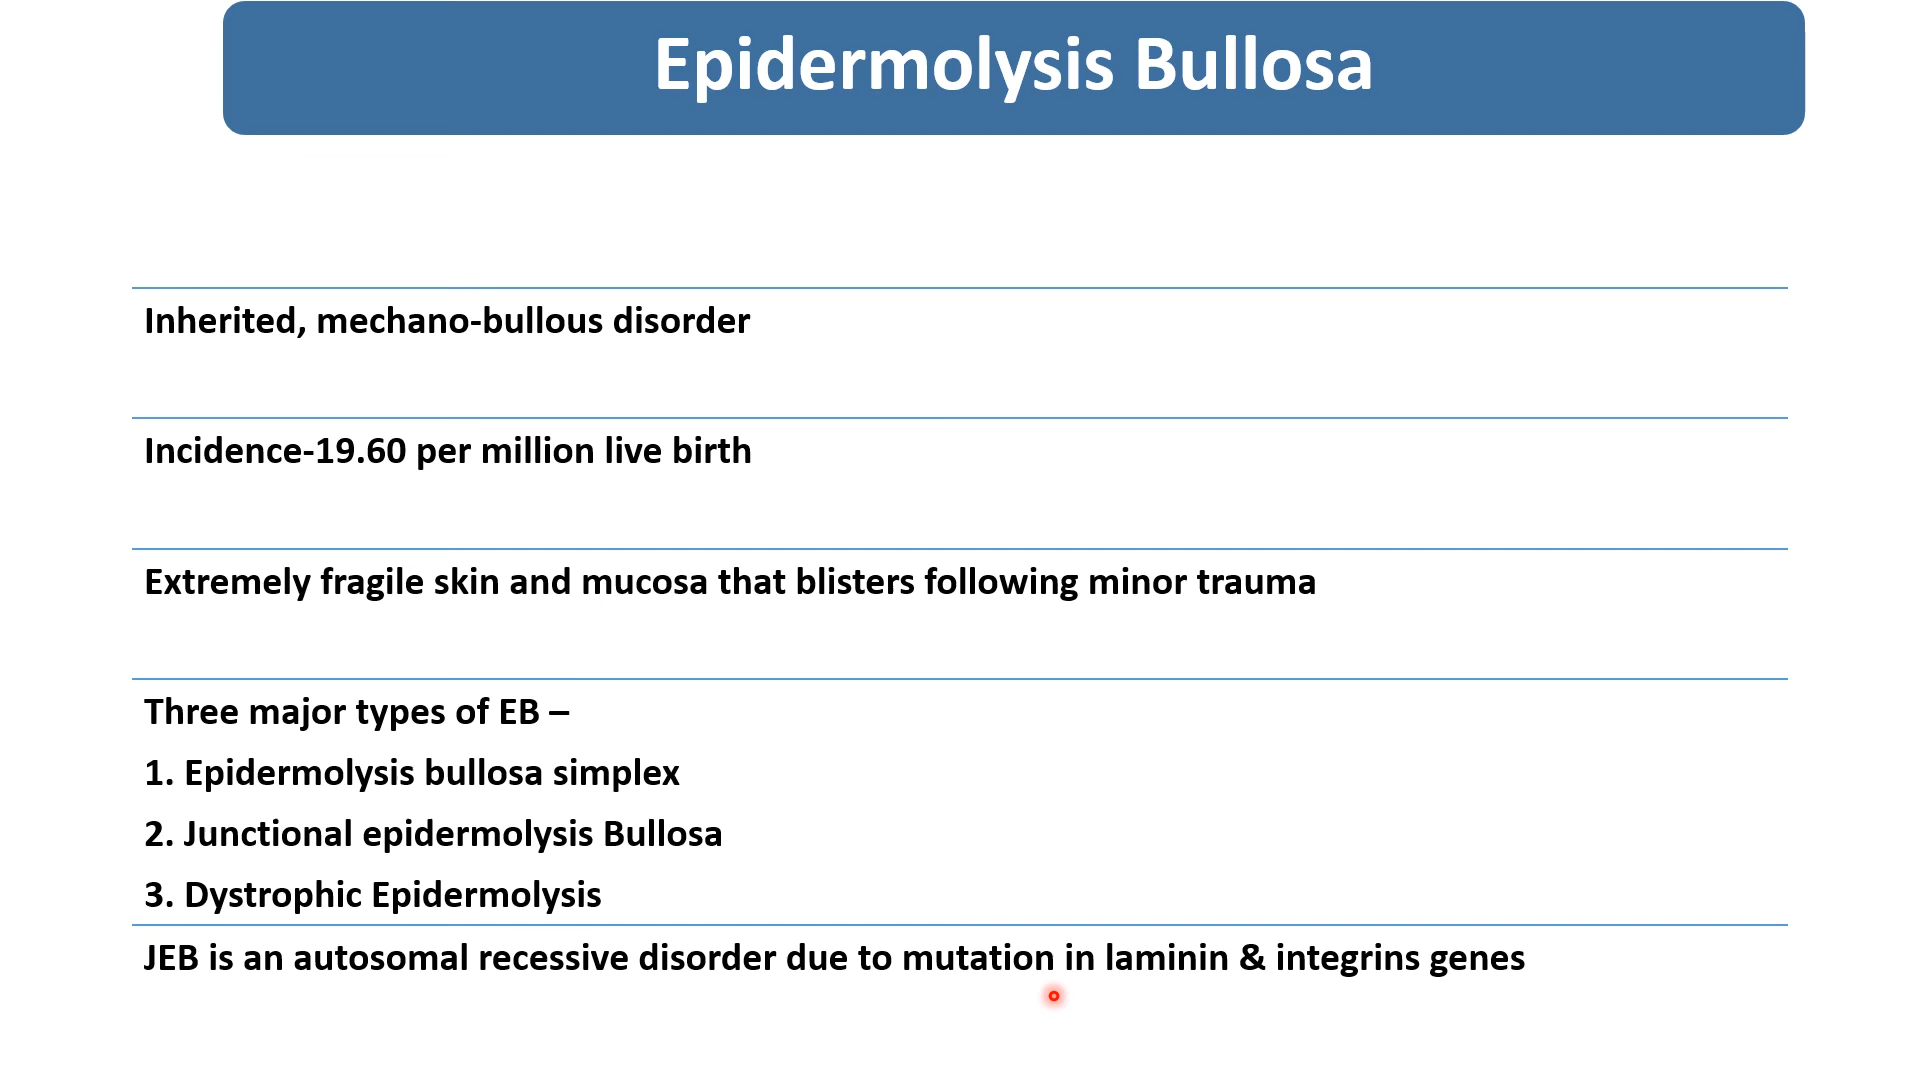 Epidermolysis Bullosa
Inherited, mechano-bullous disorder
Incidence-19.60 per million live birth
Extremely fragile skin and mucosa that blisters following minor trauma
Three major types of EB –
1. Epidermolysis bullosa simplex
2. Junctional epidermolysis Bullosa
3. Dystrophic Epidermolysis
JEB is an autosomal recessive disorder due to mutation in laminin & integrins genes